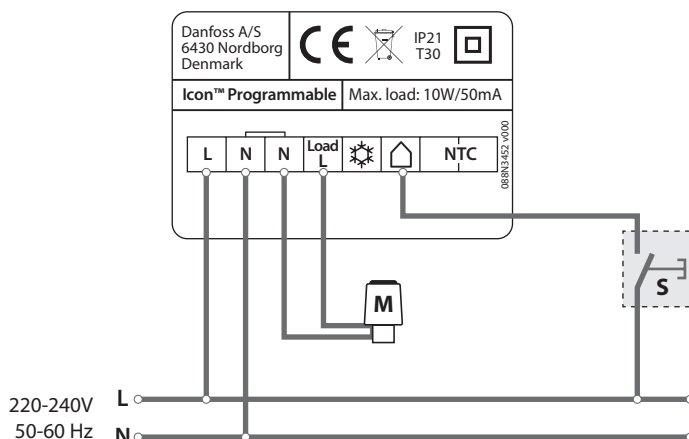 Danfoss A/S
6430 Nordborg
Denmark
CE
IP21
T30
Icon™ Programmable
Max. load: 10W/50mA
L N N Load L NTC
088N3452 v000
M
S
220-240V L
50-60 Hz N